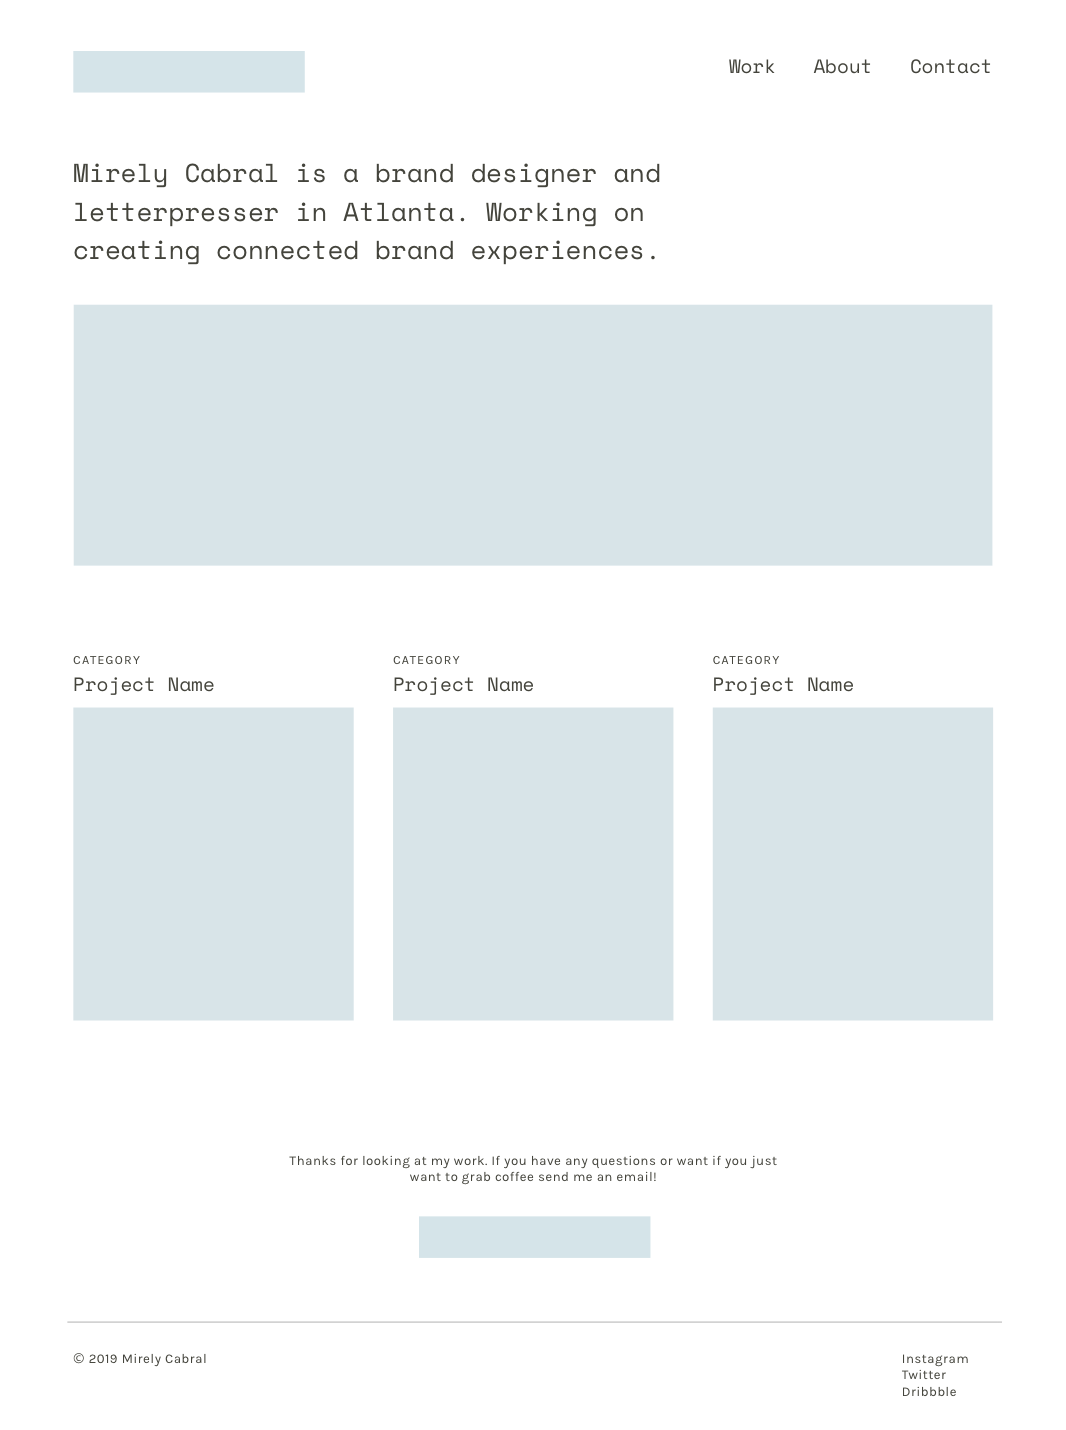 Work About Contact
Mirely Cabral is a brand designer and
letterpresser in Atlanta. Working on
creating connected brand experiences.
CATEGORY
Project Name
CATEGORY
Project Name
CATEGORY
Project Name
Thanks for looking at my work. If you have any questions or want if you just
want to grab coffee send me an email!
© 2019 Mirely Cabral
Instagram
Twitter
Dribbble